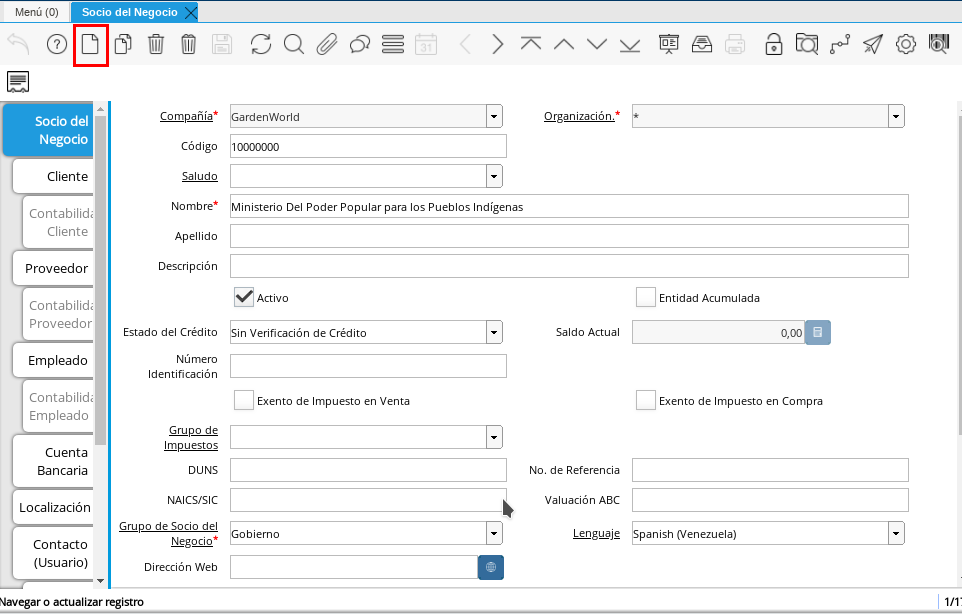 Menú (0)
Socio del Negocio
31
Socio del
Negocio
Cliente
Contabilida
Cliente
Proveedor
Contabilida
Proveedor
Empleado
Contabilida
Empleado
Cuenta
Bancaria
Localización
Contacto
(Usuario)
Compañía* GardenWorld Organización.* *
Código 10000000
Saludo
Nombre* Ministerio Del Poder Popular para los Pueblos Indígenas
Apellido
Descripción
Activo Entidad Acumulada
Estado del Crédito Sin Verificación de Crédito Saldo Actual 0,00
Número
Identificación
Exento de Impuesto en Venta Exento de Impuesto en Compra
Grupo de
Impuestos
DUNS No. de Referencia
NAICS/SIC Valuación ABC
Grupo de Socio del
Negocio* Gobierno Lenguaje Spanish (Venezuela)
Dirección Web
Navegar o actualizar registro 1/17